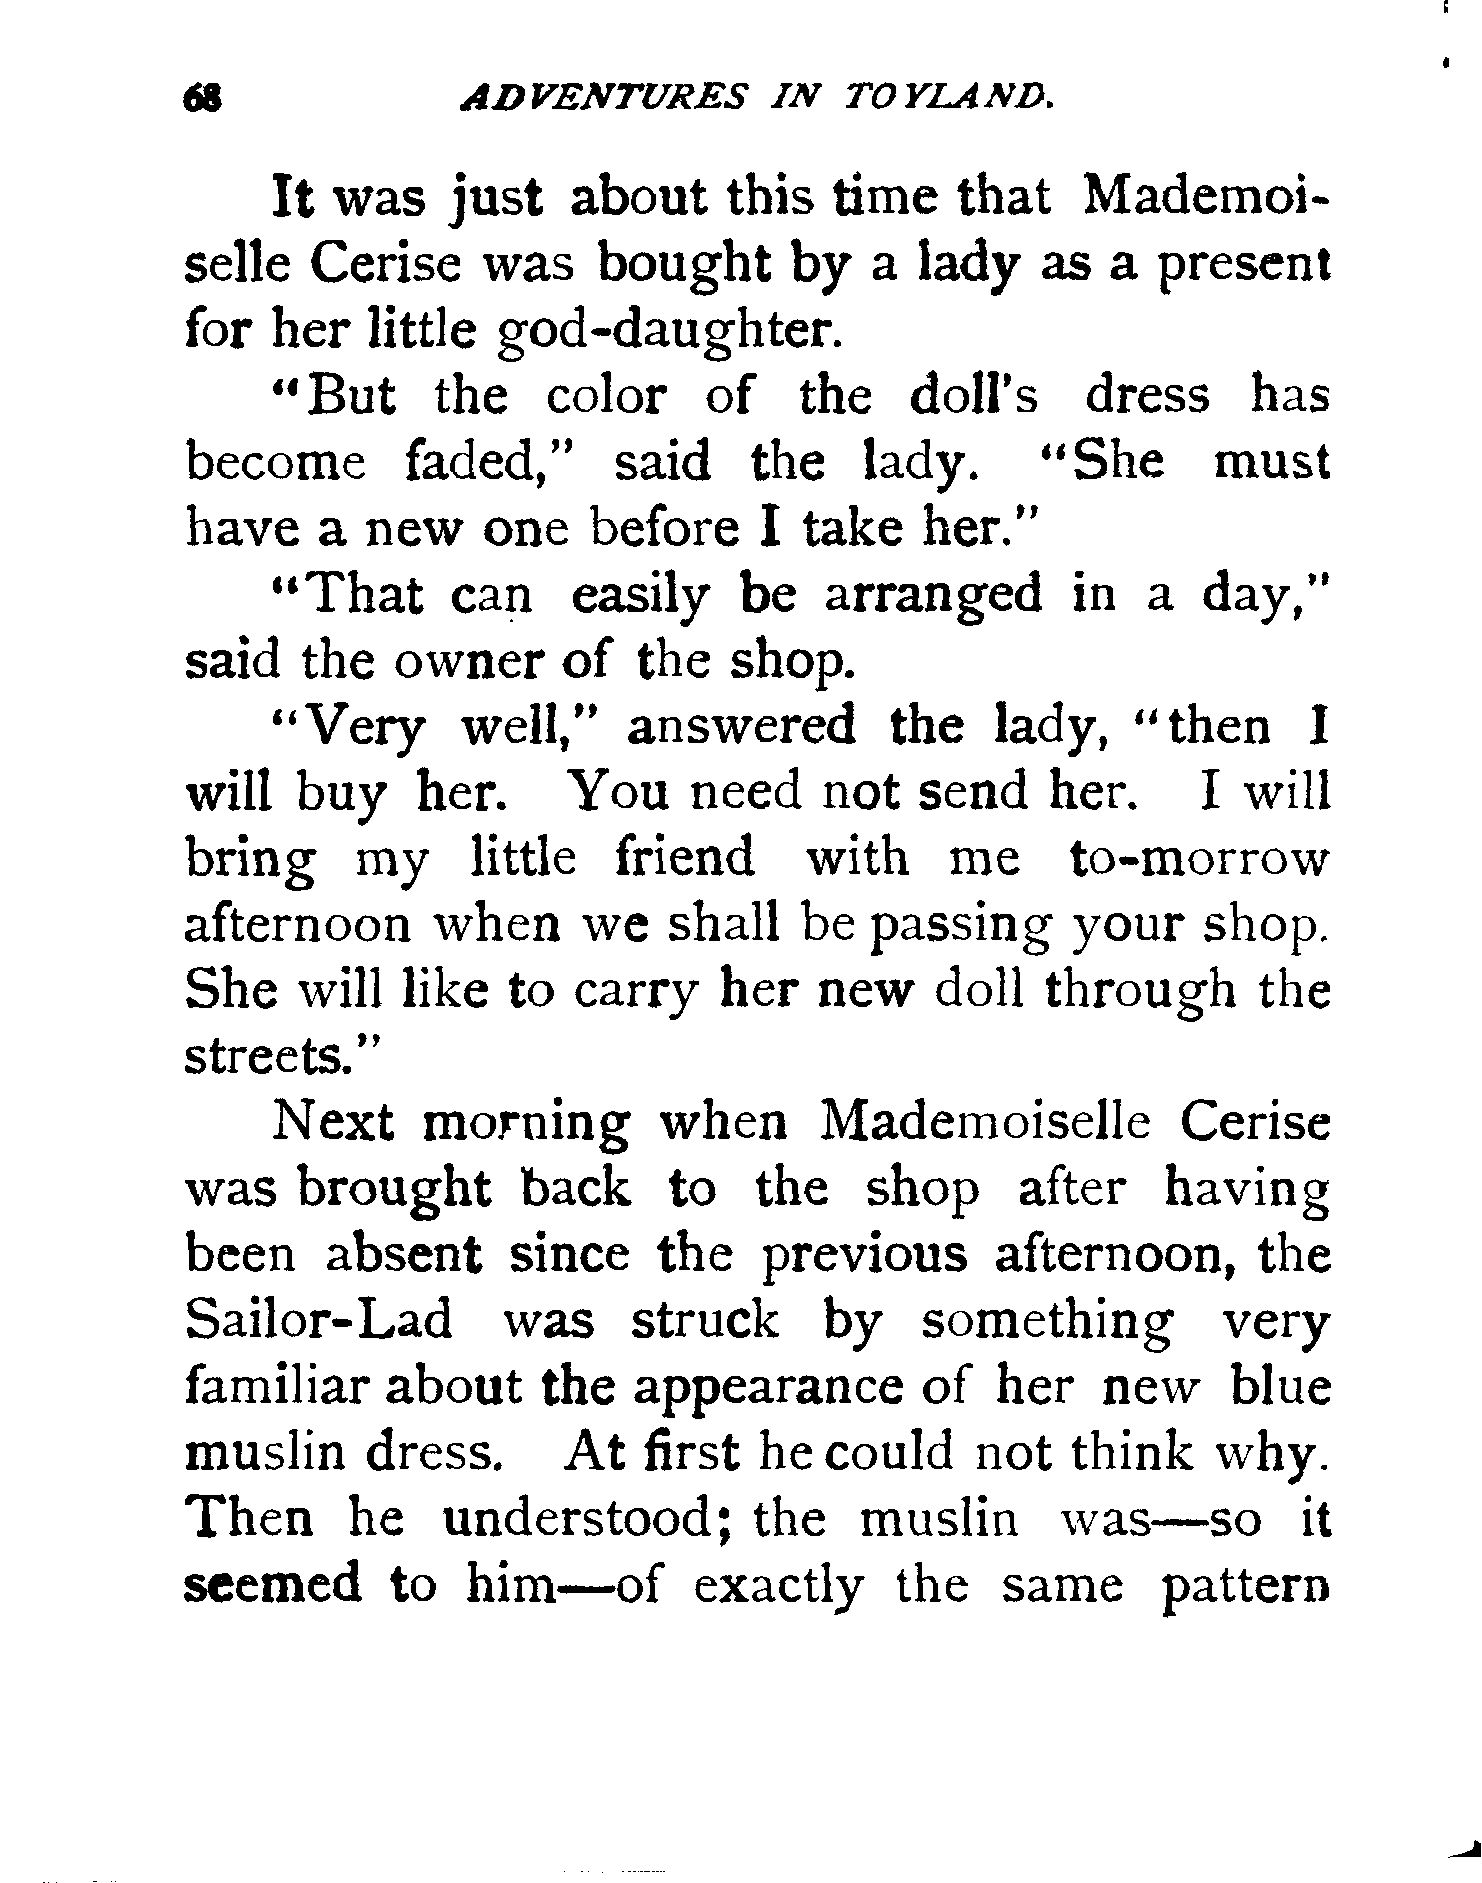 68 ADVENTURES IN TOYLAND.
It was just about this time that Mademoi-
selle Cerise was bought by a lady as a present
for her little god-daughter.
"But the color of the doll's dress has
become faded," said the lady. "She must
have a new one before I take her."
"That can easily be arranged in a day,"
said the owner of the shop.
"Very well," answered the lady, "then I
will buy her. You need not send her. I will
bring my little friend with me to-morrow
afternoon when we shall be passing your shop.
She will like to carry her new doll through the
streets."
Next morning when Mademoiselle Cerise
was brought back to the shop after having
been absent since the previous afternoon, the
Sailor-Lad was struck by something very
familiar about the appearance of her new blue
muslin dress. At first he could not think why.
Then he understood; the muslin was—so it
seemed to him—of exactly the same pattern